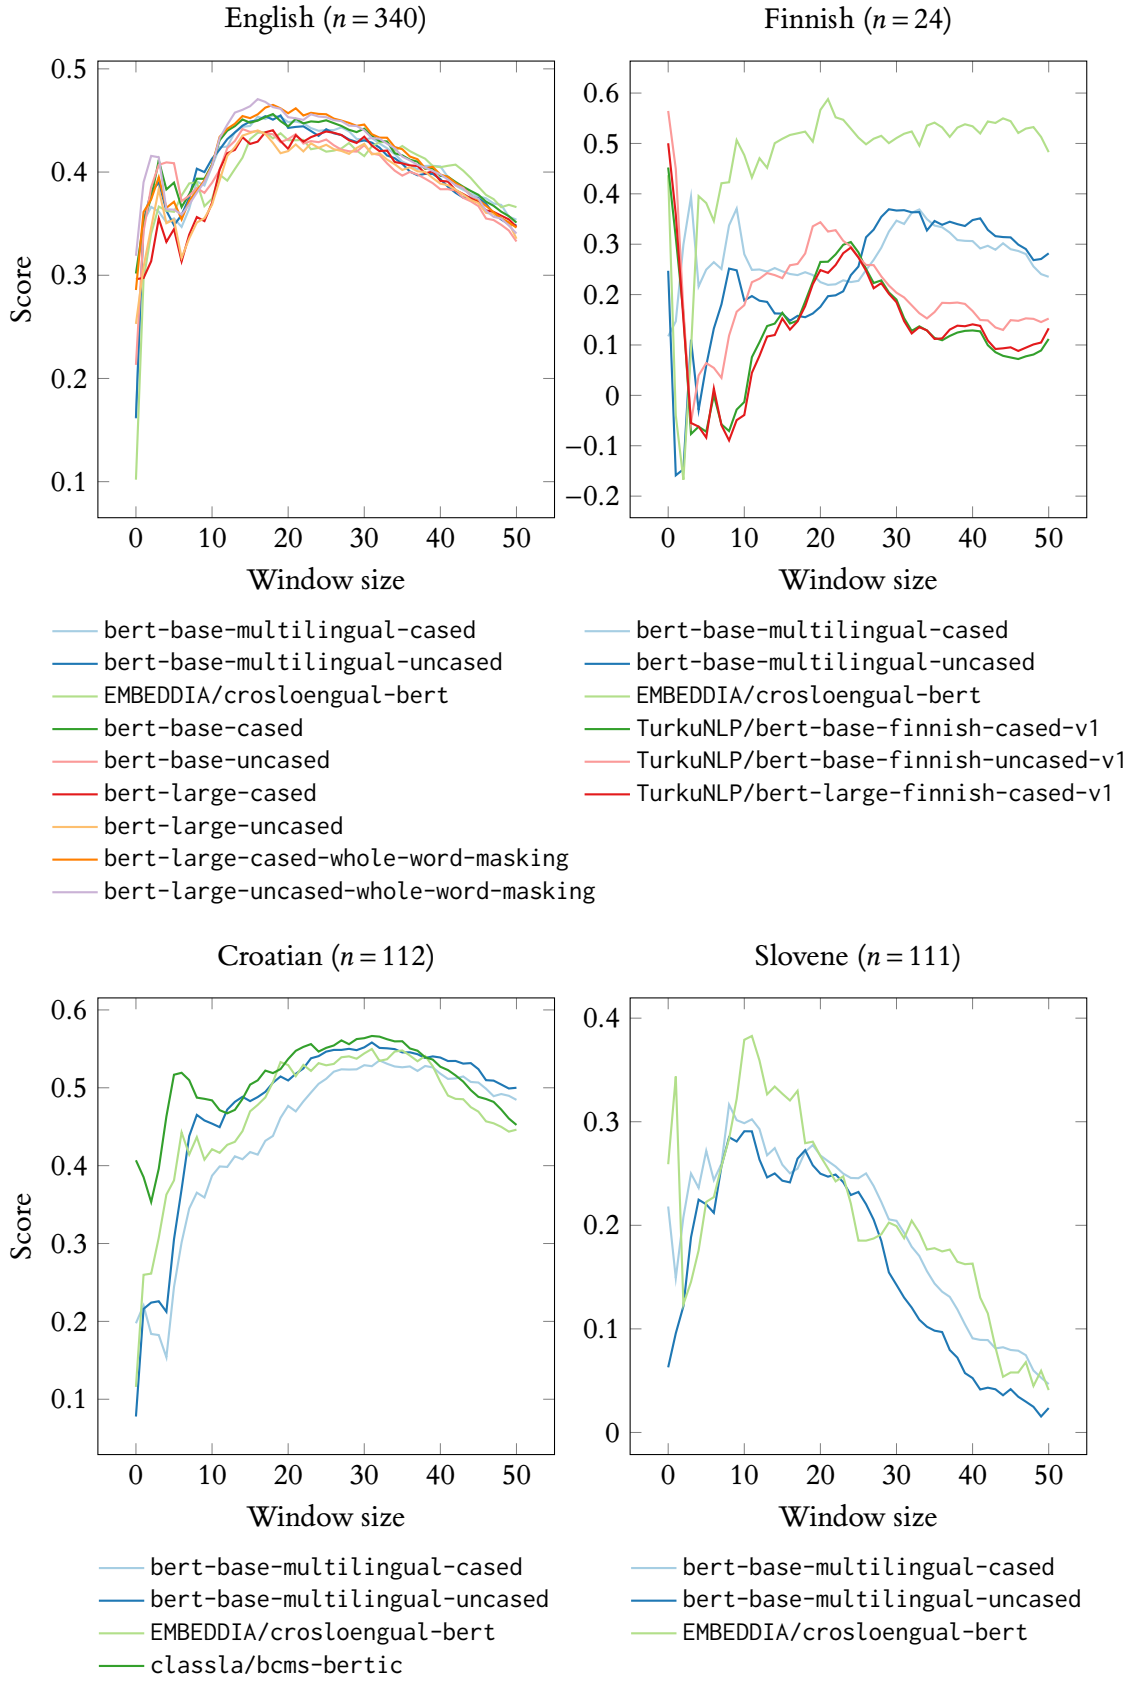 English (n = 340)
0.5
0.4
0.3
0.2
0.1
Score
0 10 20 30 40 50
Window size
bert-base-multilingual-cased
bert-base-multilingual-uncased
EMBEDDIA/crosloengual-bert
bert-base-cased
bert-base-uncased
bert-large-cased
bert-large-uncased
bert-large-cased-whole-word-masking
bert-large-uncased-whole-word-masking
Finnish (n = 24)
0.6
0.5
0.4
0.3
0.2
0.1
0
−0.1
−0.2
0 10 20 30 40 50
Window size
bert-base-multilingual-cased
bert-base-multilingual-uncased
EMBEDDIA/crosloengual-bert
TurkuNLP/bert-base-finnish-cased-v1
TurkuNLP/bert-base-finnish-uncased-v1
TurkuNLP/bert-large-finnish-cased-v1
Croatian (n = 112)
0.6
0.5
0.4
0.3
0.2
0.1
Score
0 10 20 30 40 50
Window size
bert-base-multilingual-cased
bert-base-multilingual-uncased
EMBEDDIA/crosloengual-bert
classla/bcms-bertic
Slovene (n = 111)
0.4
0.3
0.2
0.1
0
0 10 20 30 40 50
Window size
bert-base-multilingual-cased
bert-base-multilingual-uncased
EMBEDDIA/crosloengual-bert